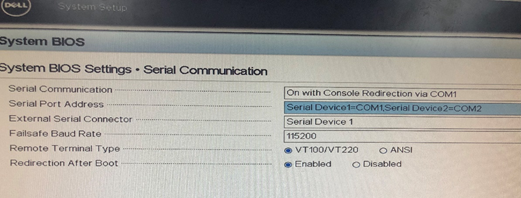 DELL
System Setup
System BIOS
System BIOS Settings • Serial Communication
Serial Communication On with Console Redirection via COM1
Serial Port Address Serial Device1=COM1,Serial Device2=COM2
External Serial Connector Serial Device 1
Failsafe Baud Rate 115200
Remote Terminal Type VT100/VT220 ANSI
Redirection After Boot Enabled Disabled